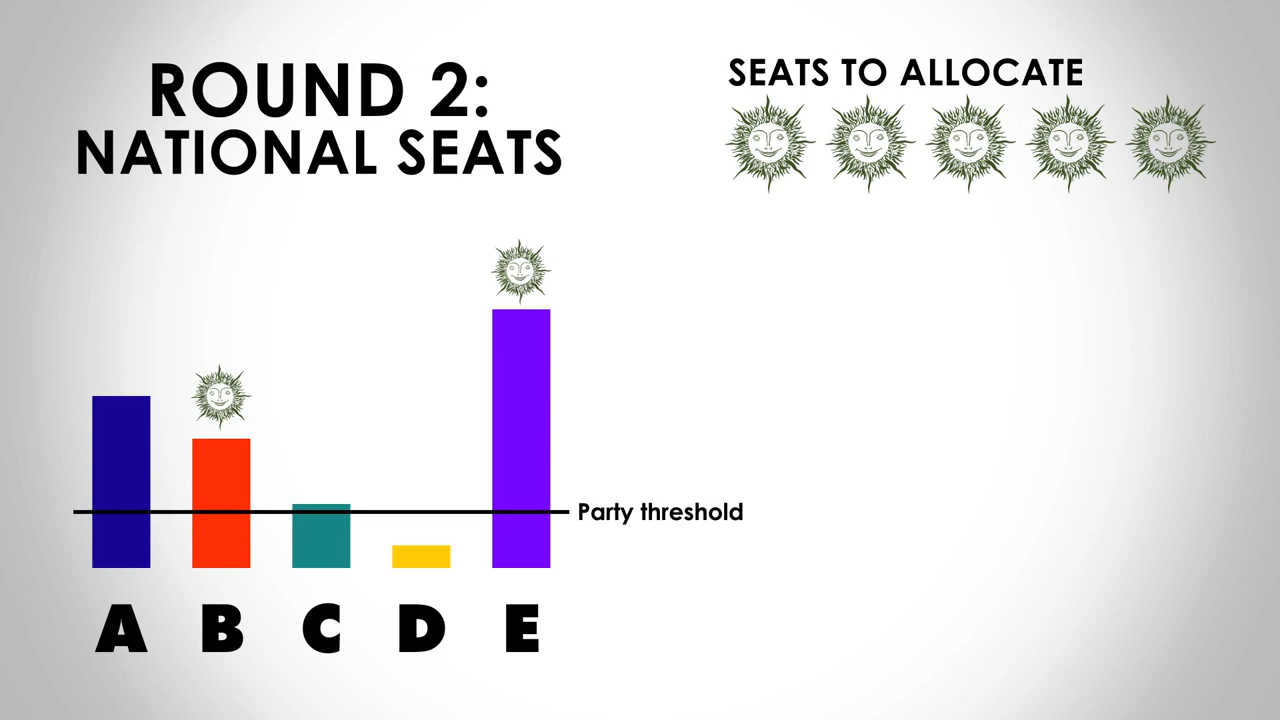 ROUND 2:
NATIONAL SEATS
SEATS TO ALLOCATE
Party threshold
A B C D E